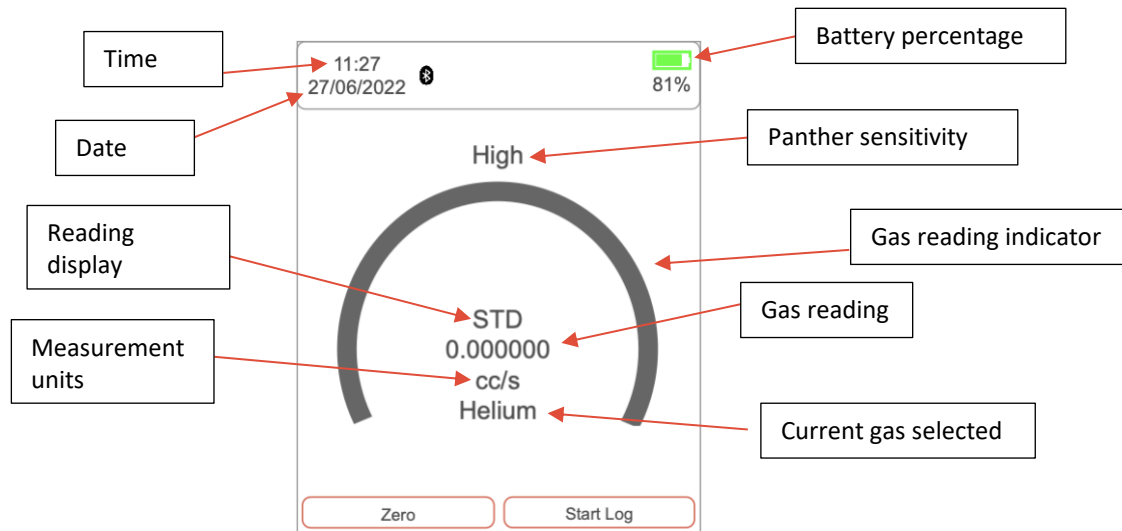 Time
Battery percentage
11:27
27/06/2022
81%
Date
Panther sensitivity
High
Reading
display
Gas reading indicator
STD
Gas reading
0.000000
Measurement
units
cc/s
Helium
Current gas selected
Zero
Start Log